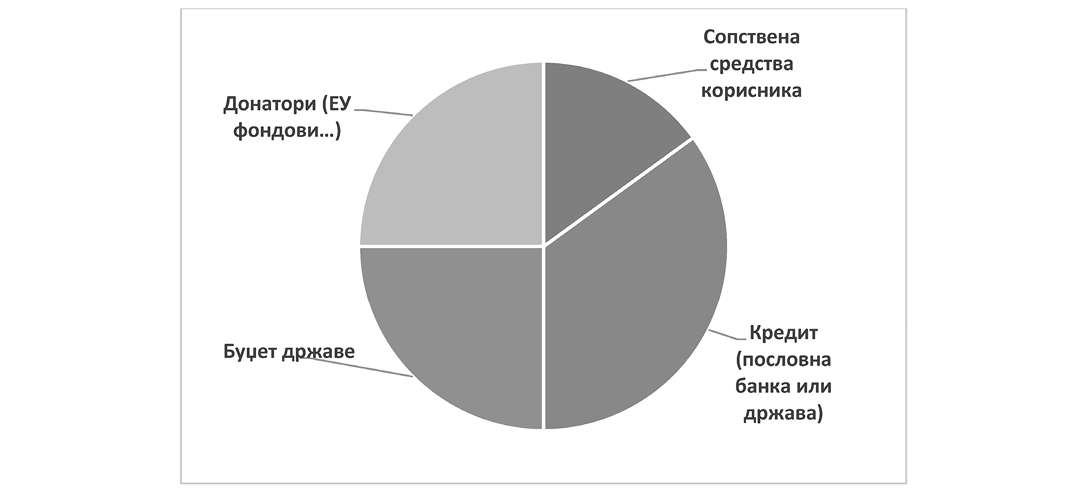 Сопствена
средства
корисника
Донатори (ЕУ
фондови...)
Буџет државе
Кредит
(пословна
банка или
држава)